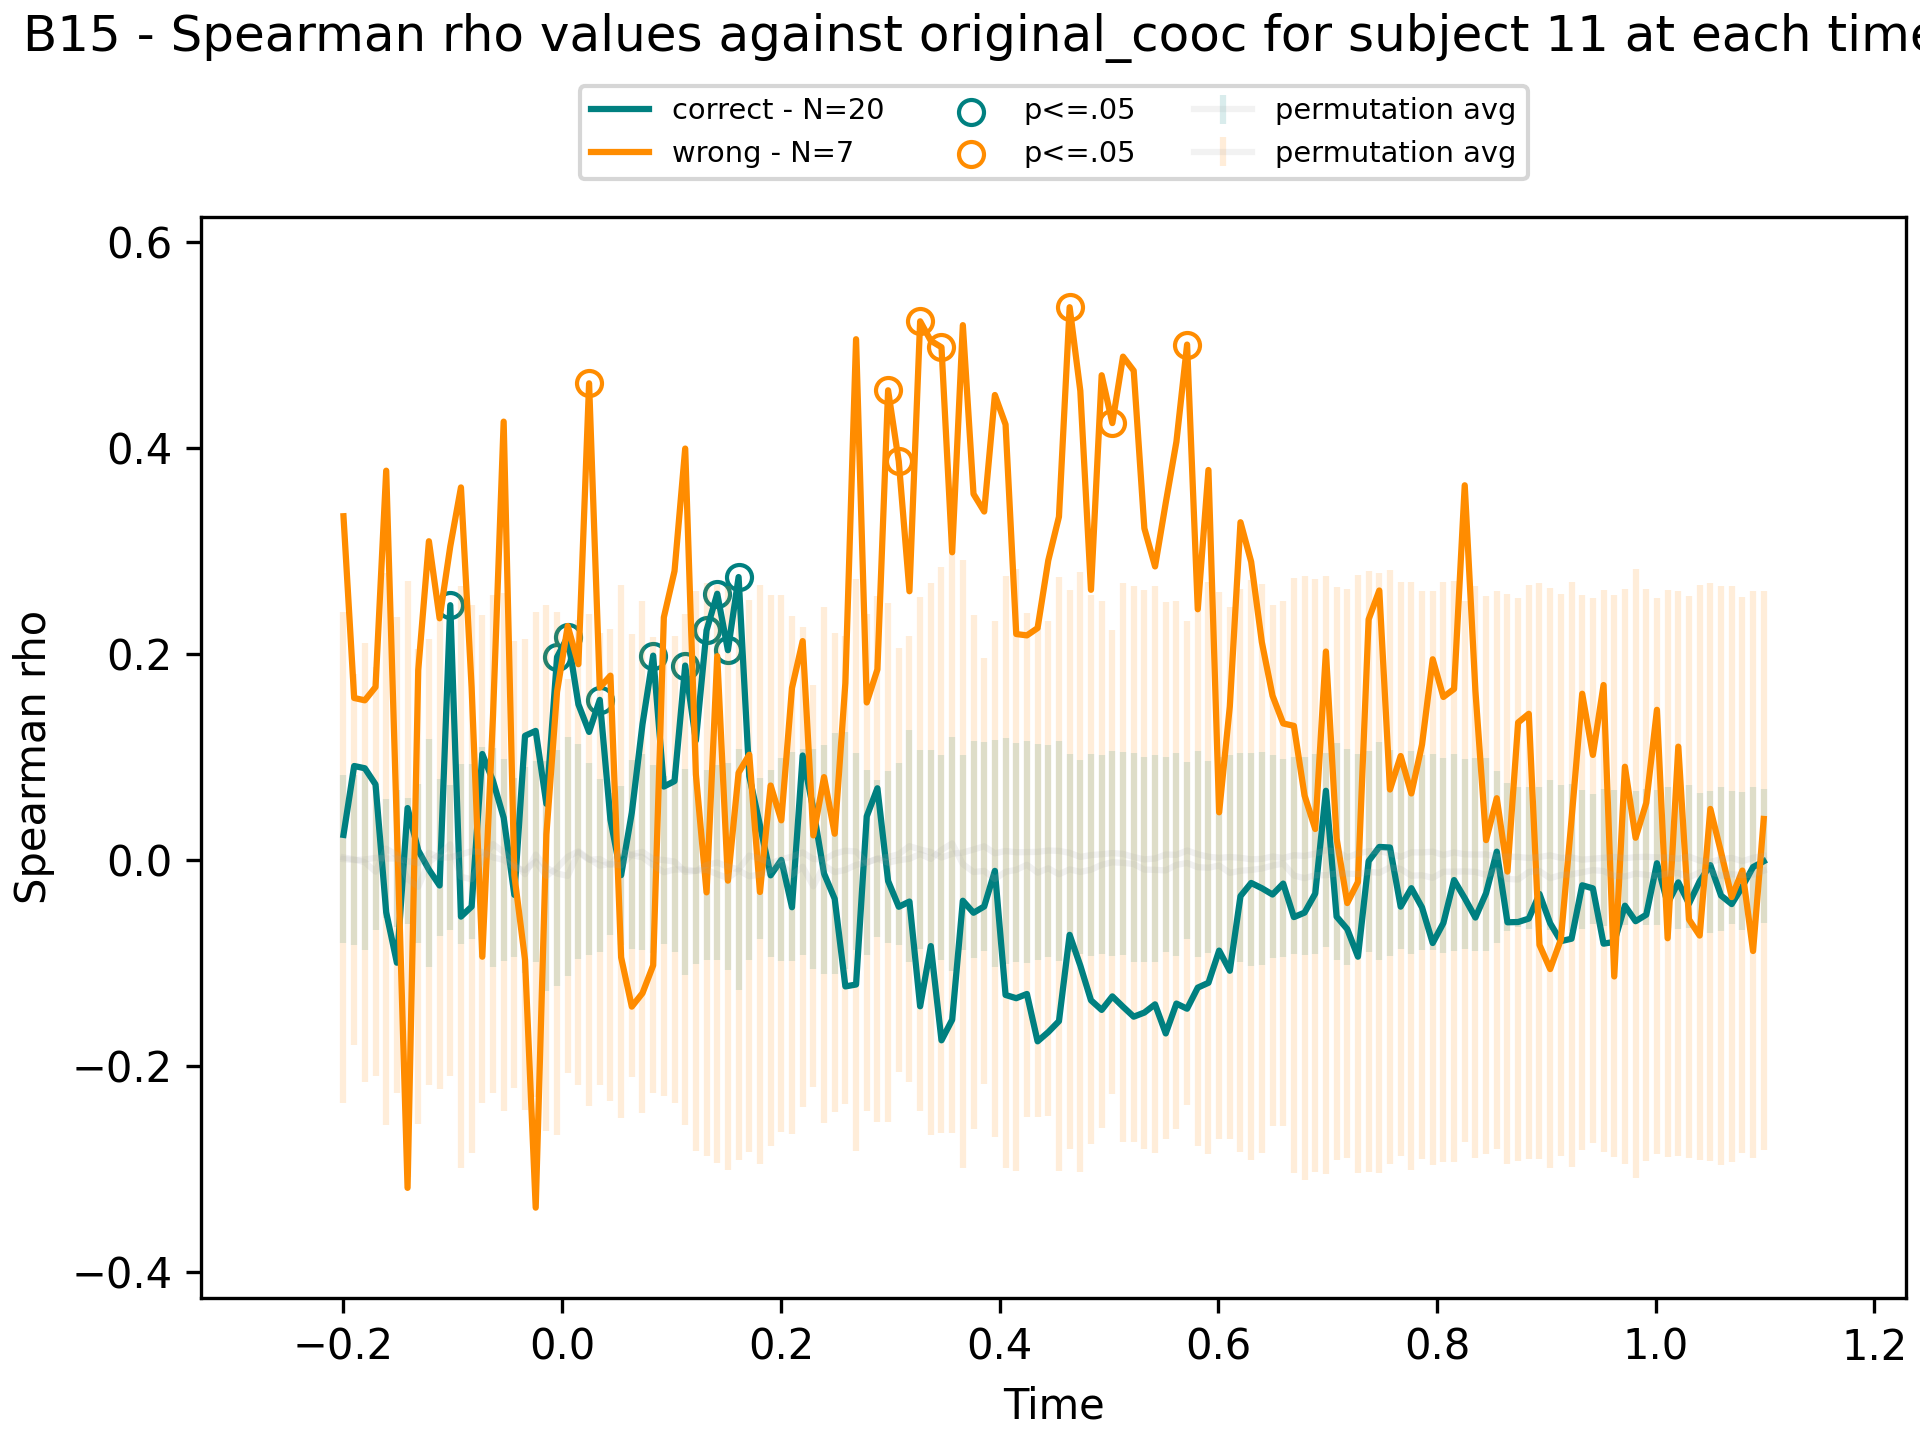 B15 - Spearman rho values against original_cooc for subject 11 at each time
correct - N=20
wrong - N=7
p<=.05
p<=.05
permutation avg
permutation avg
Spearman rho
0.6
0.4
0.2
0.0
−0.2
−0.4
−0.2 0.0 0.2 0.4 0.6 0.8 1.0 1.2
Time